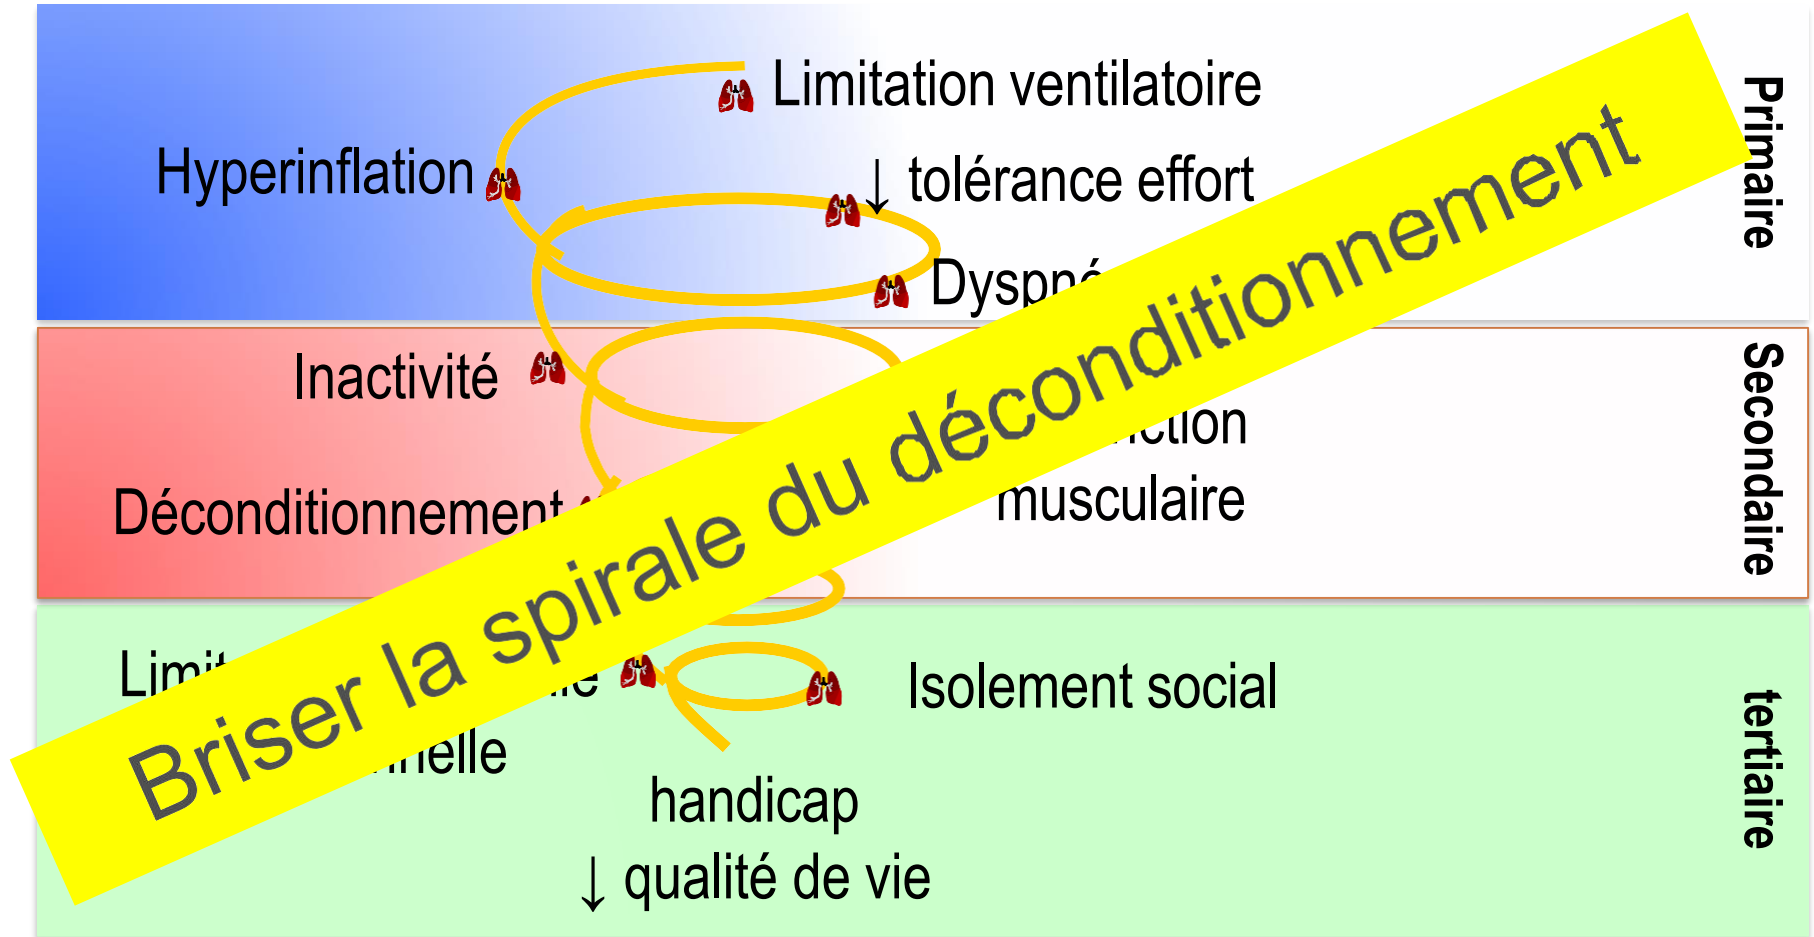 Limitation ventilatoire
Hyperinflation
↓ tolérance effort
Primaire
Briser la spirale du déconditionnement
Inactivité
Secondaire
Déconditionnement
musculaire
Isolement social
handicap
↓ qualité de vie
tertiaire